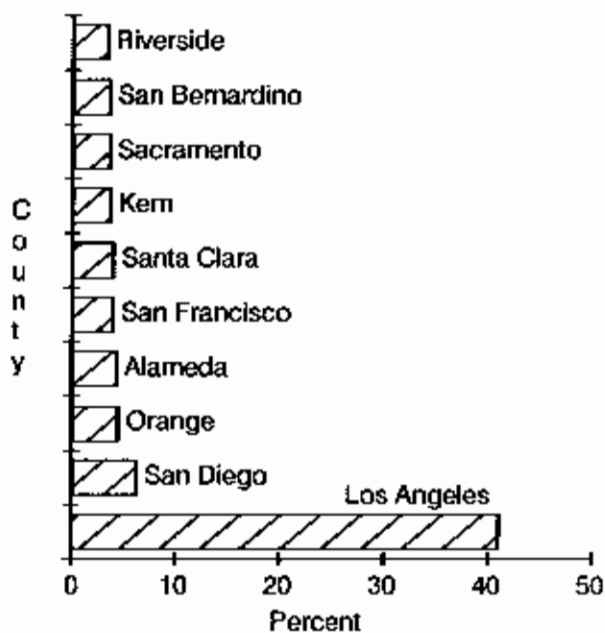 Riverside
San Bernardino
Sacramento
Kern
County
Santa Clara
San Francisco
Alameda
Orange
San Diego
Los Angeles
0 10 20 30 40 50
Percent